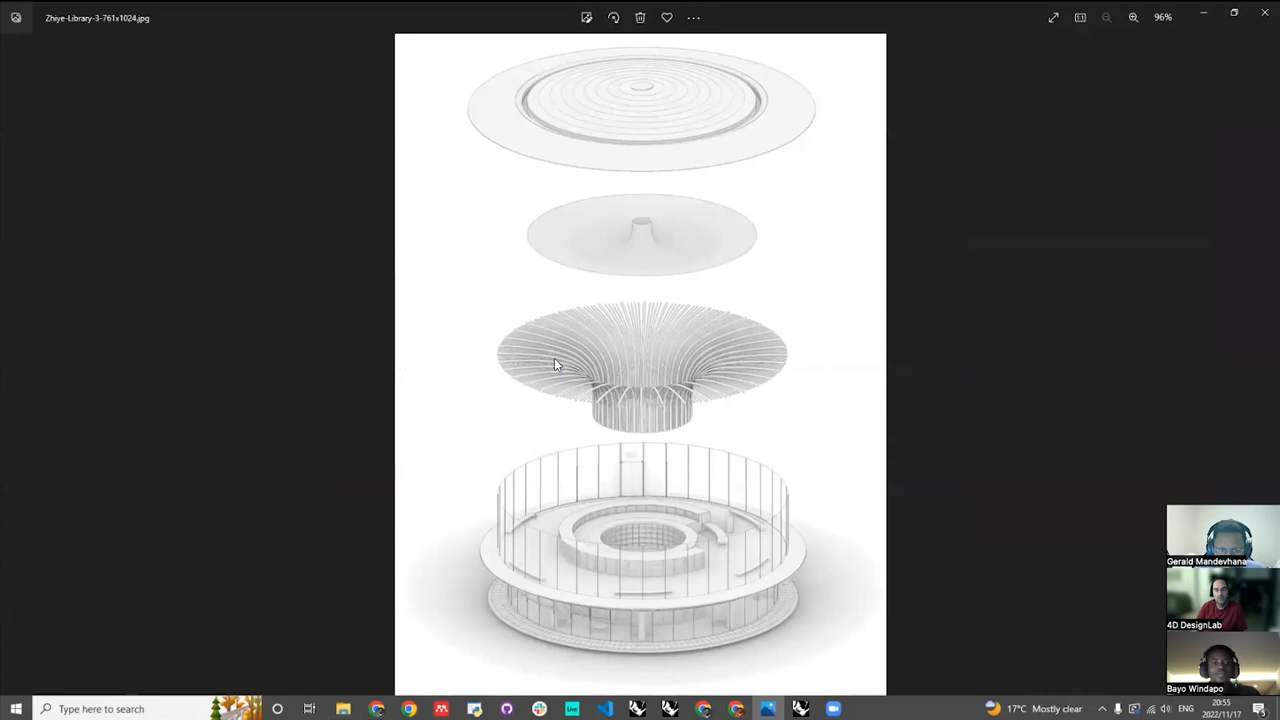 Zhiye-Library-3-761x1024.jpg
96%
Gerald Mandevhana
4D DesignLab
Bayo Windapo
Type here to search
Live
17°C Mostly clear
ENG
20:55
2022/11/17